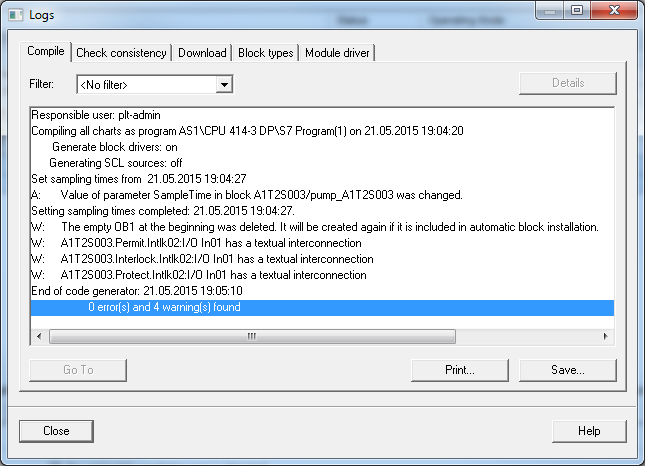 Logs
Compile Check consistency Download Block types Module driver
Filter: <No filter> Details
Responsible user: plt-admin
Compiling all charts as program AS1\CPU 414-3 DP\S7 Program(1) on 21.05.2015 19:04:20
Generate block drivers: on
Generating SCL sources: off
Set sampling times from 21.05.2015 19:04:27
A: Value of parameter SampleTime in block A1T2S003/pump_A1T2S003 was changed.
Setting sampling times completed: 21.05.2015 19:04:27.
W: The empty OB1 at the beginning was deleted. It will be created again if it is included in automatic block installation.
W: A1T2S003.Permit.Intlk02:I/O In01 has a textual interconnection
W: A1T2S003.Interlock.Intlk02:I/O In01 has a textual interconnection
W: A1T2S003.Protect.Intlk02:I/O In01 has a textual interconnection
End of code generator: 21.05.2015 19:05:10
0 error(s) and 4 warning(s) found
Go To Print... Save...
Close Help